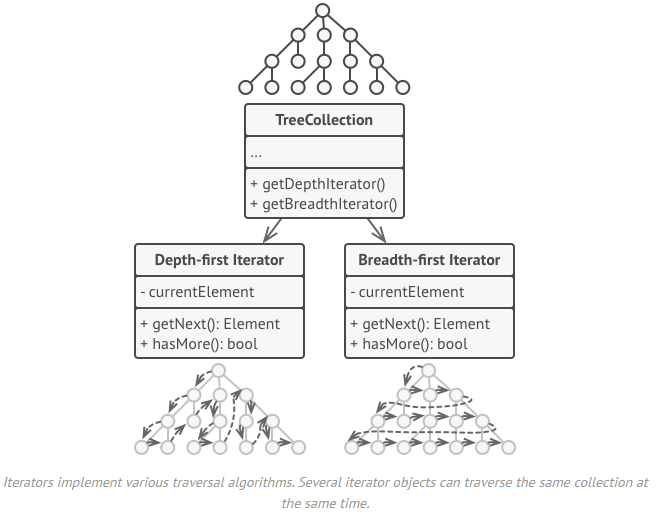 TreeCollection
...
+ getDepthIterator()
+ getBreadthIterator()
Depth-first Iterator
- currentElement
+ getNext(): Element
+ hasMore(): bool
Breadth-first Iterator
- currentElement
+ getNext(): Element
+ hasMore(): bool
Iterators implement various traversal algorithms. Several iterator objects can traverse the same collection at
the same time.